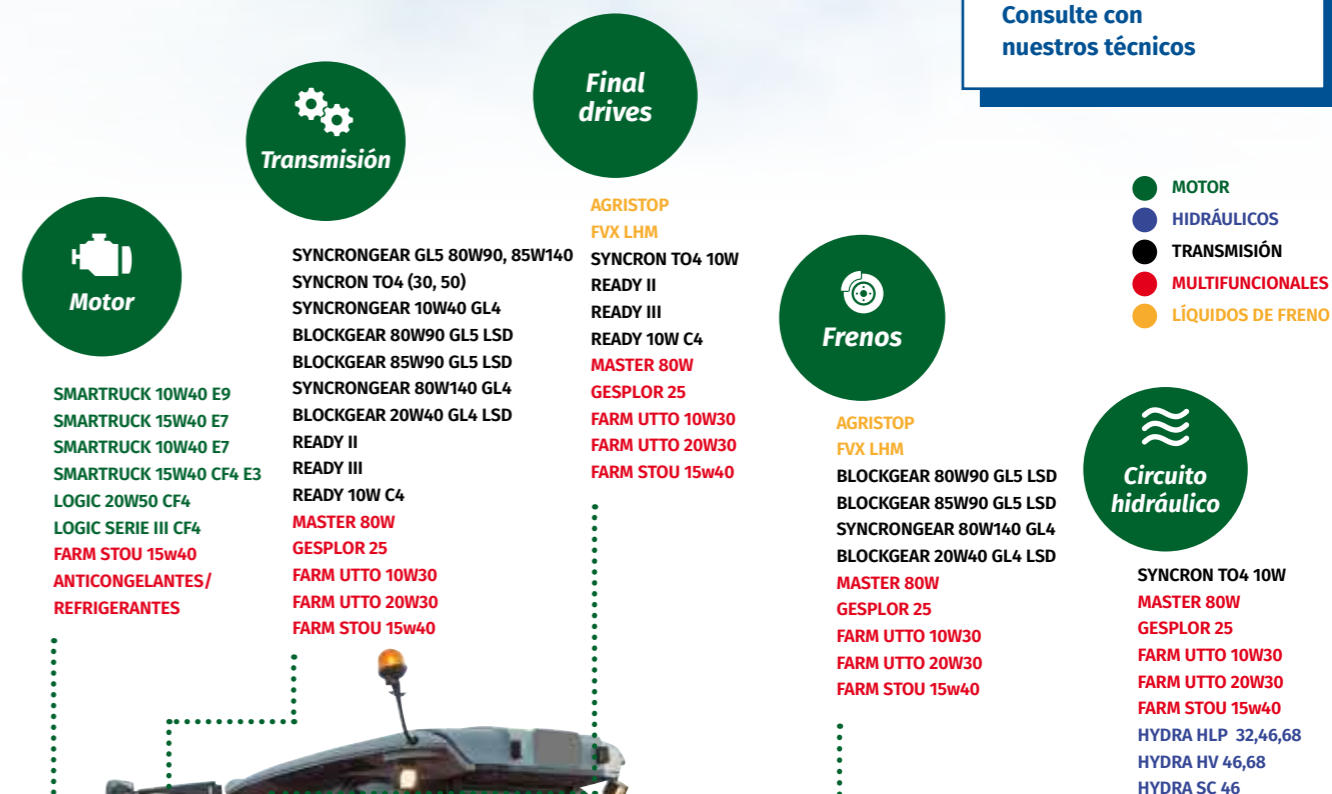 Consulte con
nuestros técnicos
Final
drives
Transmisión
Motor
SMARTRUCK 10W40 E9
SMARTRUCK 15W40 E7
SMARTRUCK 10W40 E7
SMARTRUCK 15W40 CF4 E3
LOGIC 20W50 CF4
LOGIC SERIE III CF4
FARM STOU 15w40
ANTICONGELANTES/
REFRIGERANTES
SYNCRONGEAR GL5 80W90, 85W140
SYNCRON TO4 (30, 50)
SYNCRONGEAR 10W40 GL4
BLOCKGEAR 80W90 GL5 LSD
BLOCKGEAR 85W90 GL5 LSD
SYNCRONGEAR 80W140 GL4
BLOCKGEAR 20W40 GL4 LSD
READY II
READY III
READY 10W C4
MASTER 80W
GESPLOR 25
FARM UTTO 10W30
FARM UTTO 20W30
FARM STOU 15w40
AGRISTOP
FVX LHM
SYNCRON TO4 10W
READY II
READY III
READY 10W C4
MASTER 80W
GESPLOR 25
FARM UTTO 10W30
FARM UTTO 20W30
FARM STOU 15w40
Frenos
AGRISTOP
FVX LHM
BLOCKGEAR 80W90 GL5 LSD
BLOCKGEAR 85W90 GL5 LSD
SYNCRONGEAR 80W140 GL4
BLOCKGEAR 20W40 GL4 LSD
MASTER 80W
GESPLOR 25
FARM UTTO 10W30
FARM UTTO 20W30
FARM STOU 15w40
MOTOR
HIDRÁULICOS
TRANSMISIÓN
MULTIFUNCIONALES
LÍQUIDOS DE FRENO
Circuito
hidráulico
SYNCRON TO4 10W
MASTER 80W
GESPLOR 25
FARM UTTO 10W30
FARM UTTO 20W30
FARM STOU 15w40
HYDRA HLP 32,46,68
HYDRA HV 46,68
HYDRA SC 46